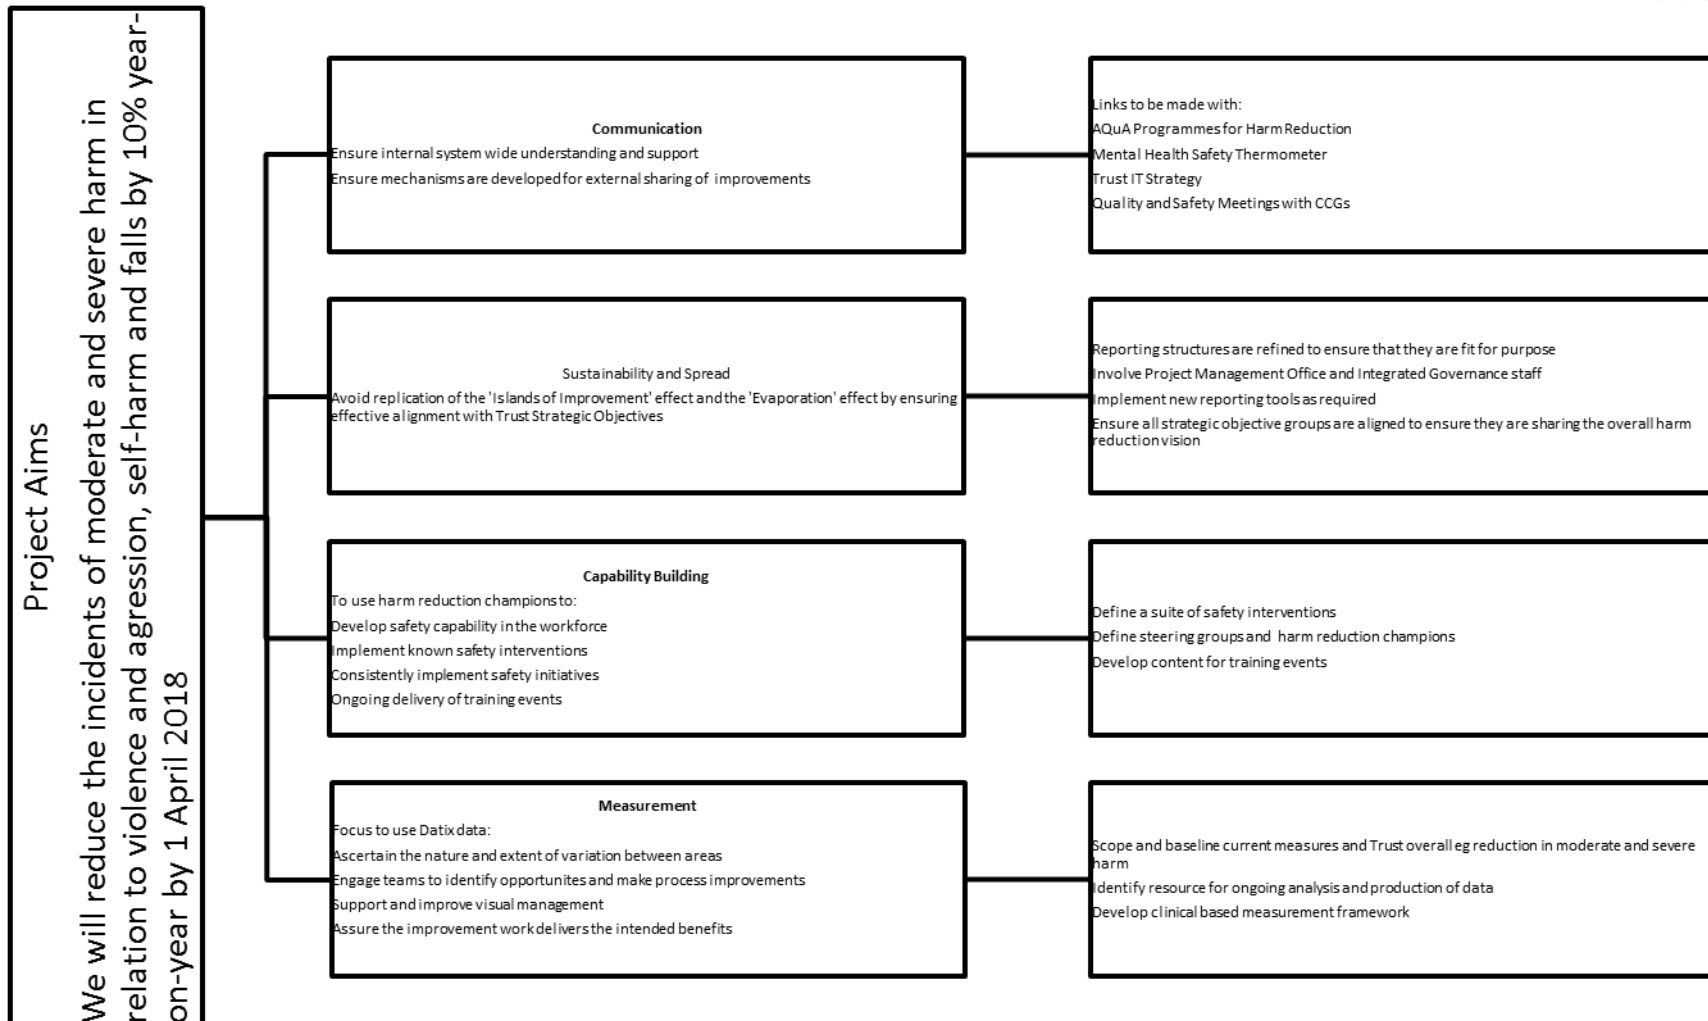 Project Aims
We will reduce the incidents of moderate and severe harm in
relation to violence and agression, self-harm and falls by 10% year-
on-year by 1 April 2018
Communication
Ensure internal system wide understanding and support
Ensure mechanisms are developed for external sharing of improvements
Links to be made with:
AQuA Programmes for Harm Reduction
Mental Health Safety Thermometer
Trust IT Strategy
Quality and Safety Meetings with CCGs
Sustainability and Spread
Avoid replication of the 'Islands of Improvement' effect and the 'Evaporation' effect by ensuring
effective alignment with Trust Strategic Objectives
Reporting structures are refined to ensure that they are fit for purpose
Involve Project Management Office and Integrated Governance staff
Implement new reporting tools as required
Ensure all strategic objective groups are aligned to ensure they are sharing the overall harm
reduction vision
Capability Building
To use harm reduction champions to:
Develop safety capability in the workforce
Implement known safety interventions
Consistently implement safety initiatives
Ongoing delivery of training events
Define a suite of safety interventions
Define steering groups and harm reduction champions
Develop content for training events
Measurement
Focus to use Datix data:
Ascertain the nature and extent of variation between areas
Engage teams to identify opportunites and make process improvements
Support and improve visual management
Assure the improvement work delivers the intended benefits
Scope and baseline current measures and Trust overall eg reduction in moderate and severe
harm
Identify resource for ongoing analysis and production of data
Develop clinical based measurement framework